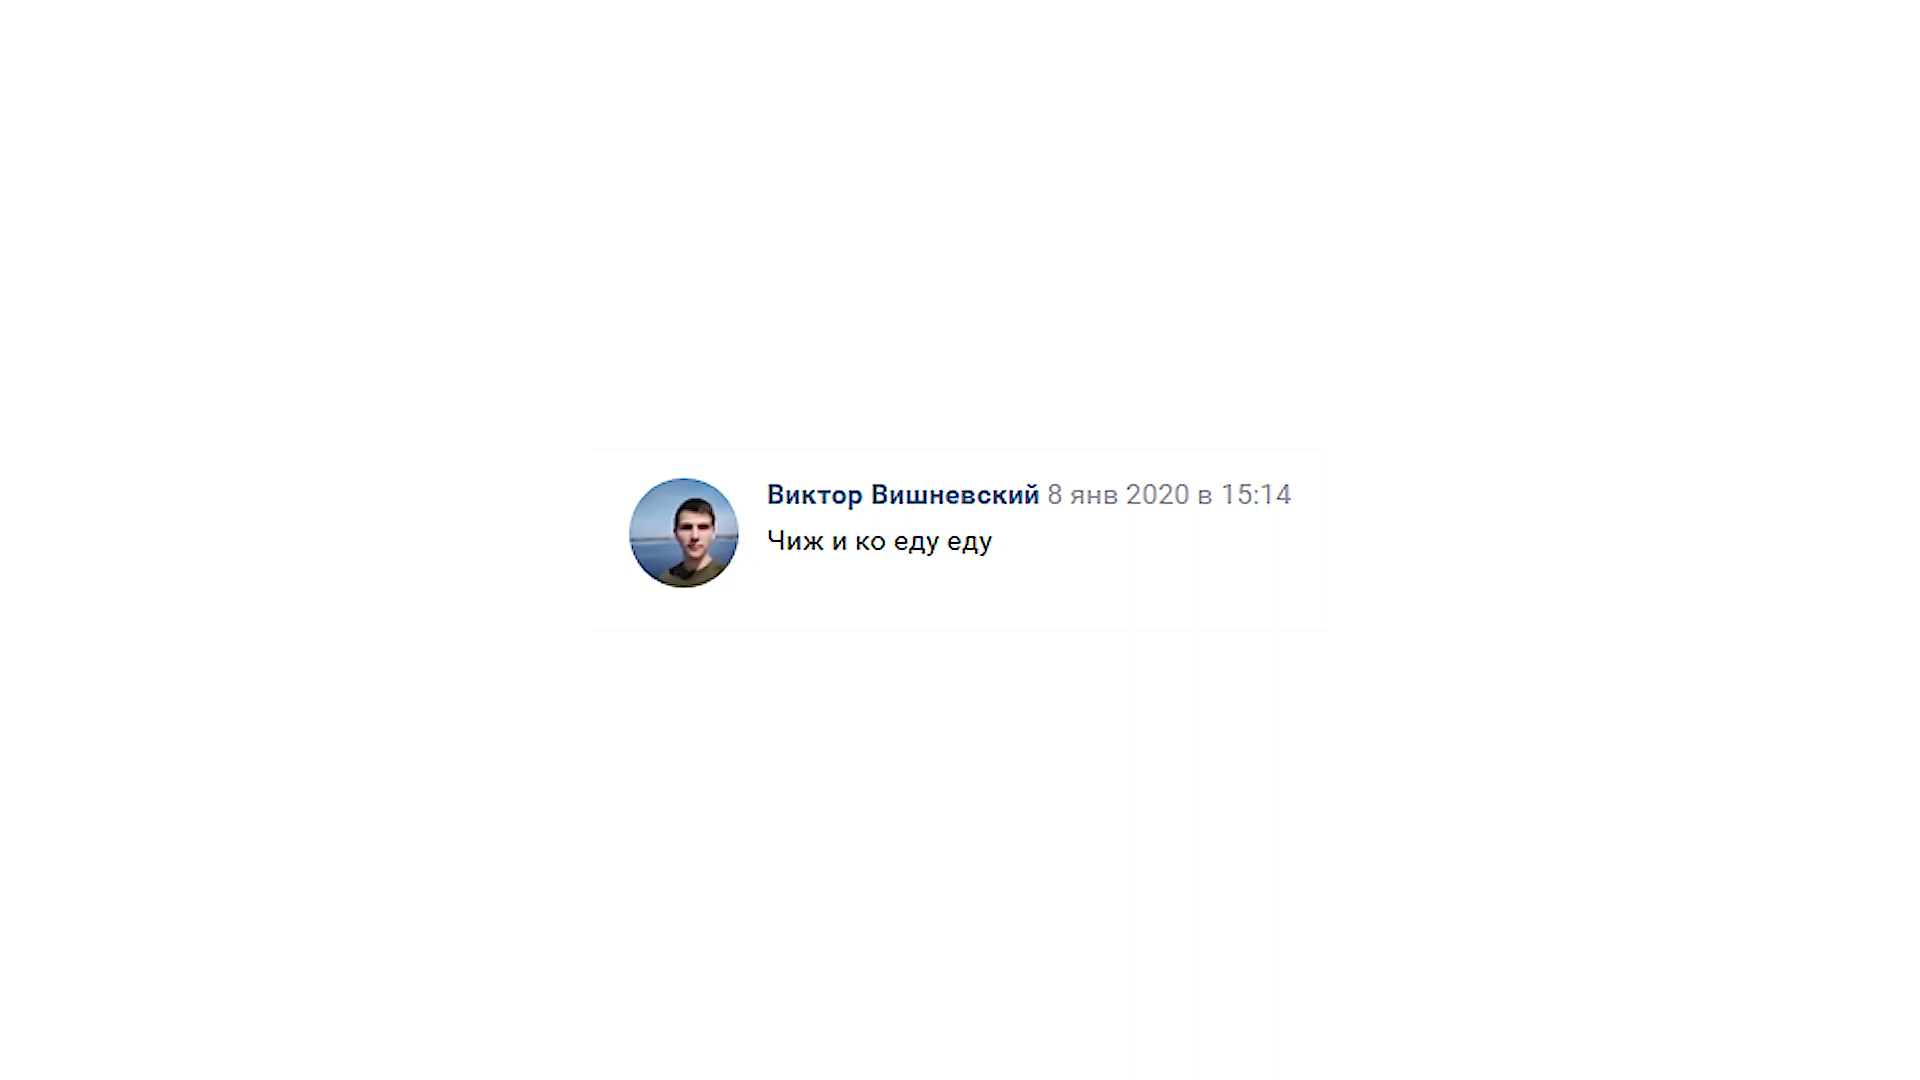 Виктор Вишневский 8 янв 2020 в 15:14
Чиж и ко еду еду